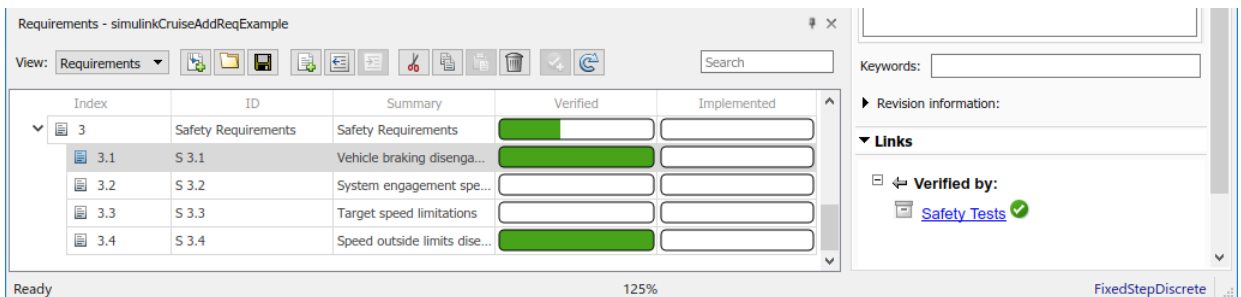 Requirements - simulinkCruiseAddReqExample
View: Requirements Search
Index ID Summary Verified Implemented
3 Safety Requirements Safety Requirements
3.1 S 3.1 Vehicle braking disenga...
3.2 S 3.2 System engagement spe...
3.3 S 3.3 Target speed limitations
3.4 S 3.4 Speed outside limits dise...
Keywords:
Revision information:
Links
Verified by:
Safety Tests
Ready 125% FixedStepDiscrete